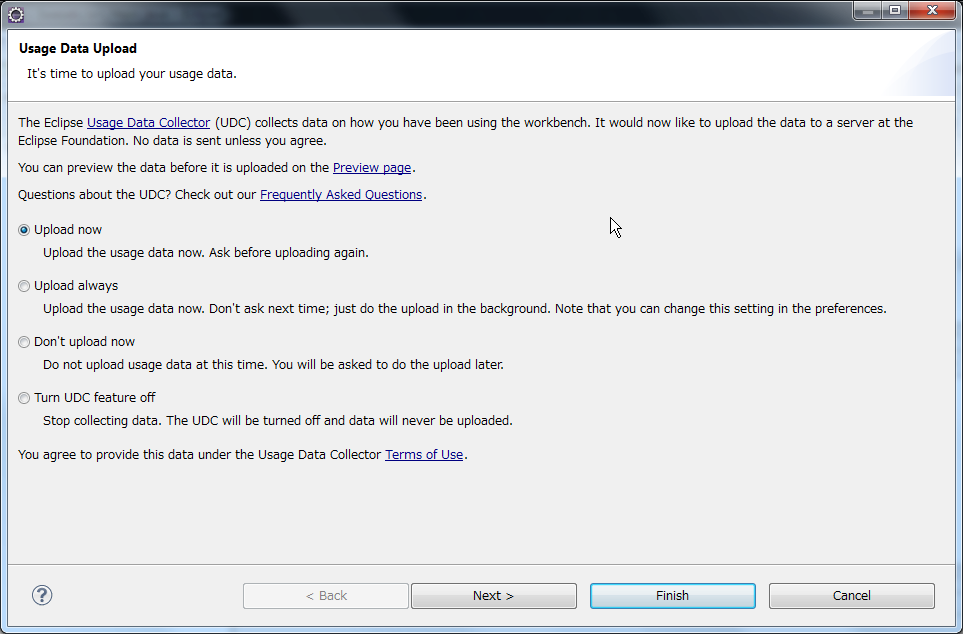 Usage Data Upload
It's time to upload your usage data.
The Eclipse Usage Data Collector (UDC) collects data on how you have been using the workbench. It would now like to upload the data to a server at the
Eclipse Foundation. No data is sent unless you agree.
You can preview the data before it is uploaded on the Preview page.
Questions about the UDC? Check out our Frequently Asked Questions.
Upload now
Upload the usage data now. Ask before uploading again.
Upload always
Upload the usage data now. Don't ask next time; just do the upload in the background. Note that you can change this setting in the preferences.
Don't upload now
Do not upload usage data at this time. You will be asked to do the upload later.
Turn UDC feature off
Stop collecting data. The UDC will be turned off and data will never be uploaded.
You agree to provide this data under the Usage Data Collector Terms of Use.
? < Back Next > Finish Cancel